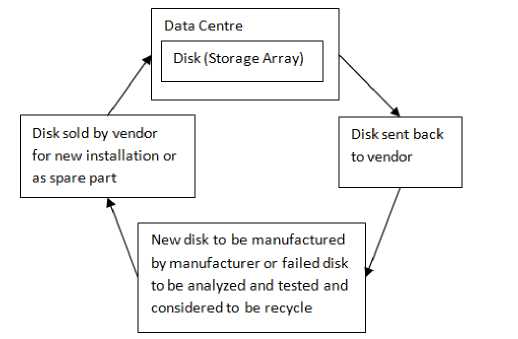 Data Centre
Disk (Storage Array)
Disk sent back
to vendor
New disk to be manufactured
by manufacturer or failed disk
to be analyzed and tested and
considered to be recycle
Disk sold by vendor
for new installation or
as spare part